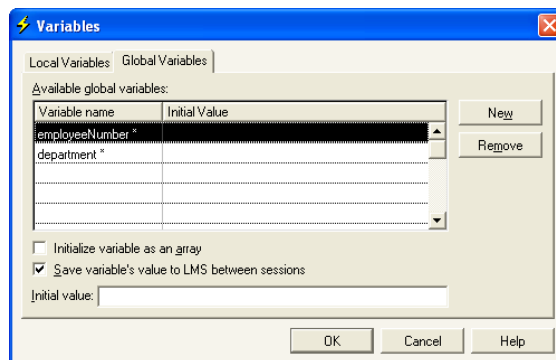 Variables
Local Variables Global Variables
Available global variables:
Variable name Initial Value
New
employeeNumber *
Remove
department *
Initialize variable as an array
Save variable's value to LMS between sessions
Initial value:
OK Cancel Help